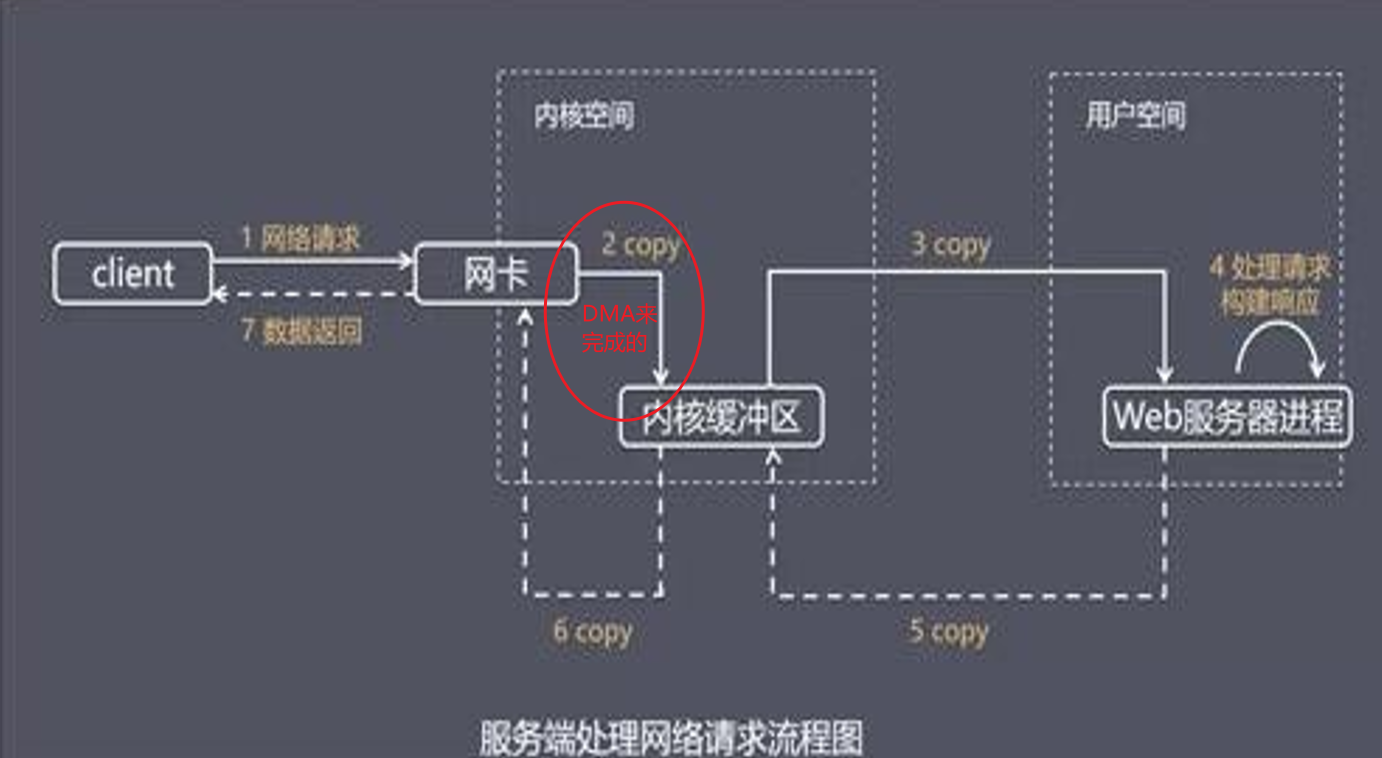 内核空间
用户空间
1 网络请求
2 copy
3 copy
4 处理请求
构建响应
client
网卡
7 数据返回
DMA来
完成的
内核缓冲区
Web服务器进程
6 copy
5 copy
服务端处理网络请求流程图